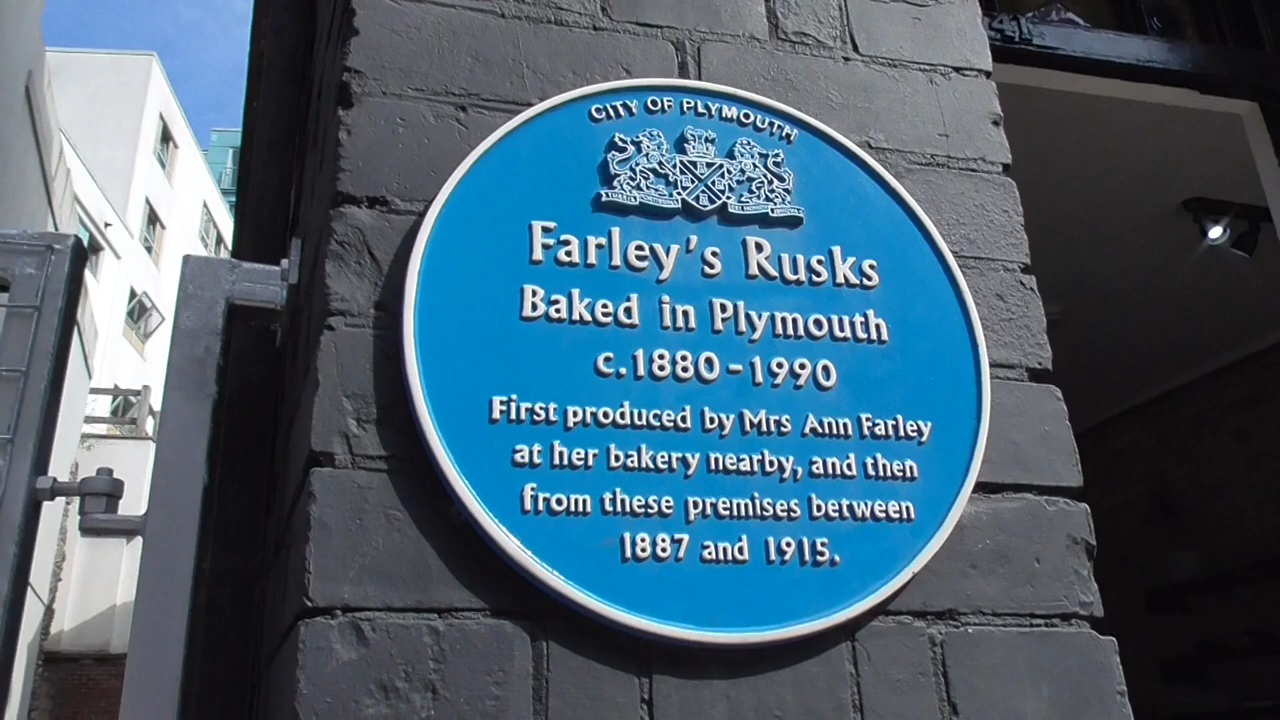 41
CITY OF PLYMOUTH
Farley's Rusks
Baked in Plymouth
c.1880-1990
First produced by Mrs Ann Farley
at her bakery nearby, and then
from these premises between
1887 and 1915.